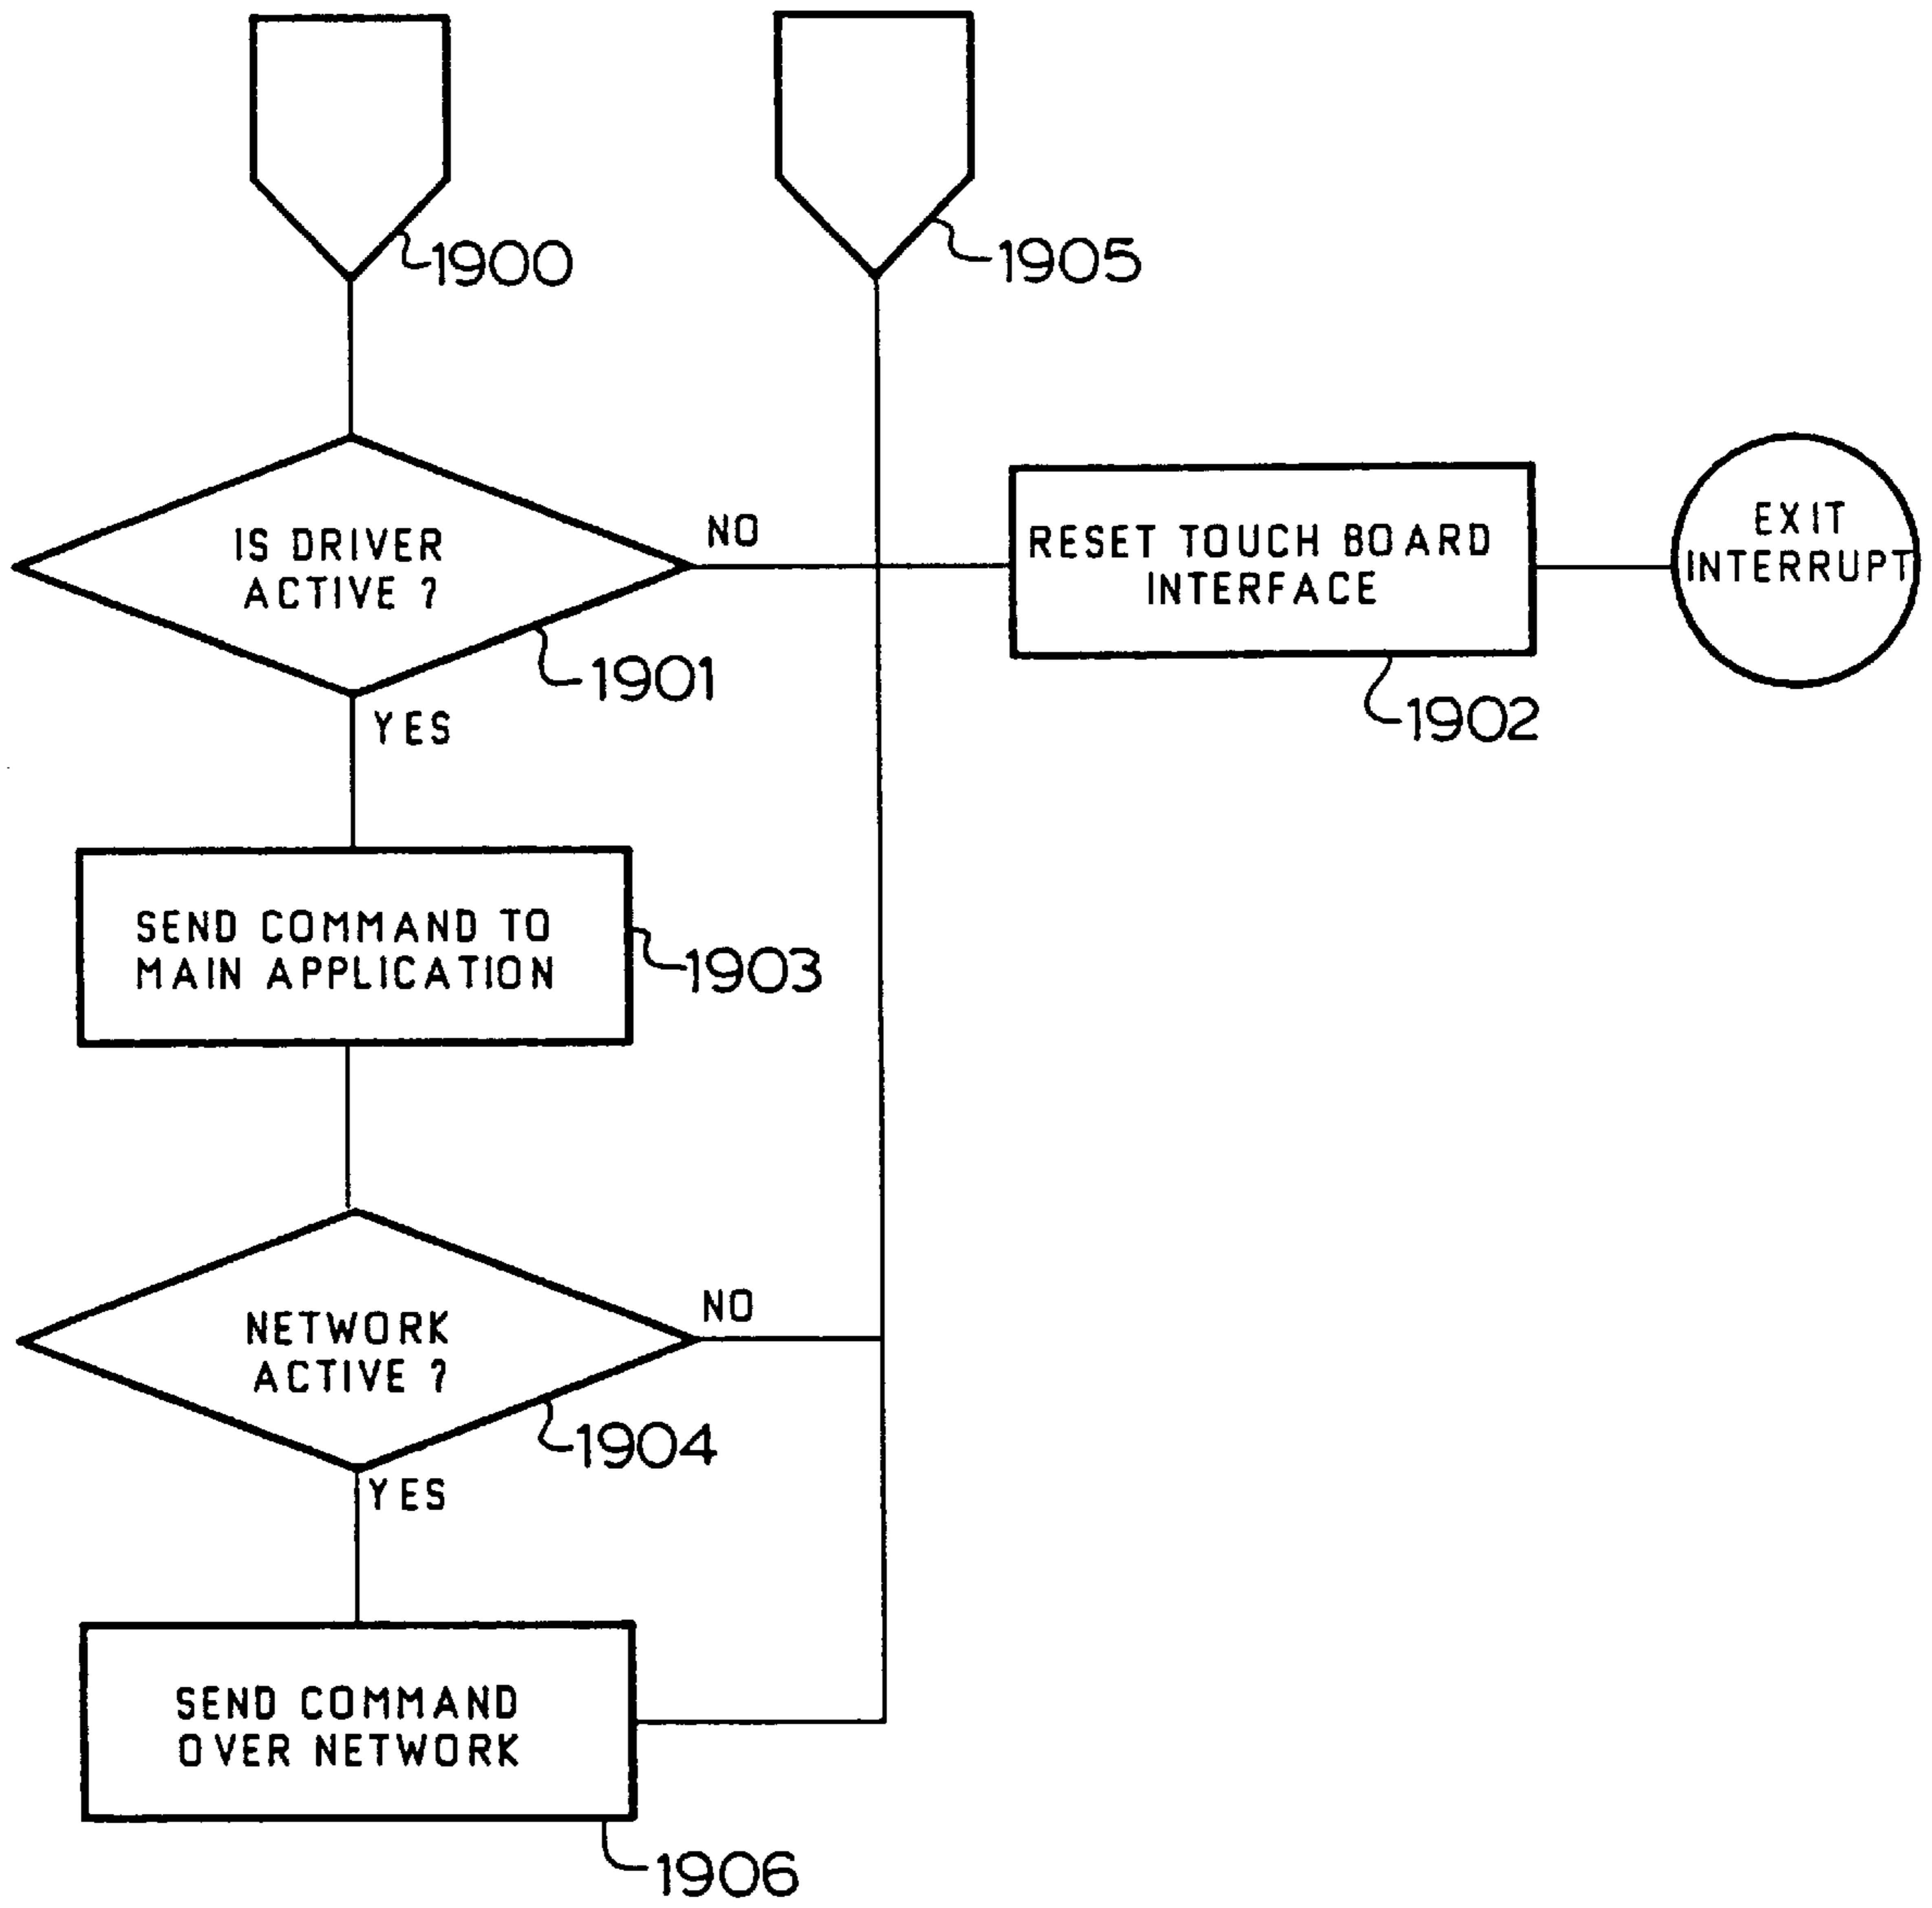 1900
1905
IS DRIVER
ACTIVE ?
NO
1901
YES
RESET TOUCH BOARD
INTERFACE
1902
EXIT
INTERRUPT
SEND COMMAND TO
MAIN APPLICATION
1903
NETWORK
ACTIVE ?
NO
1904
YES
SEND COMMAND
OVER NETWORK
1906